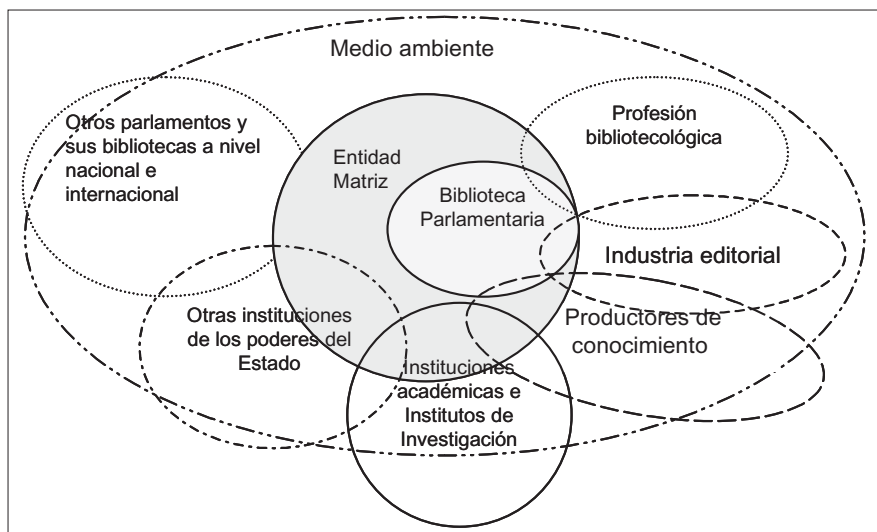 Medio ambiente
Otros parlamentos y
sus bibliotecas a nivel
nacional e
internacional
Entidad
Matriz
Biblioteca
Parlamentaria
Profesión
bibliotecológica
Industria editorial
Productores de
conocimiento
Otras instituciones
de los poderes del
Estado
Instituciones
académicas e
Institutos de
Investigación